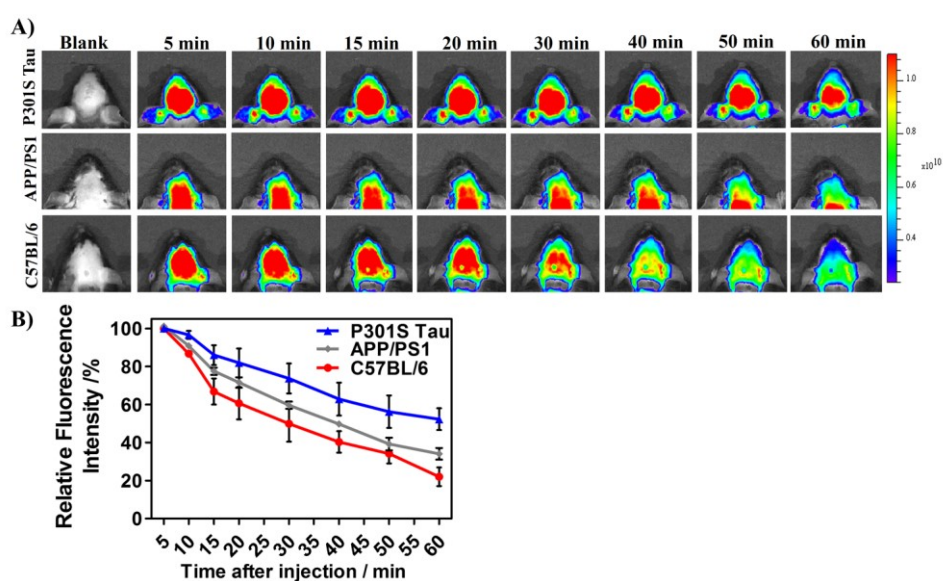 A)
Blank 5 min 10 min 15 min 20 min 30 min 40 min 50 min 60 min
P301S Tau
APP/PS1
C57BL/6
1.0
0.8
x10^10
0.6
0.4
B)
Relative Fluorescence
Intensity /%
100
80
60
40
20
0
P301S Tau
APP/PS1
C57BL/6
5 10 15 20 25 30 35 40 45 50 55 60
Time after injection / min